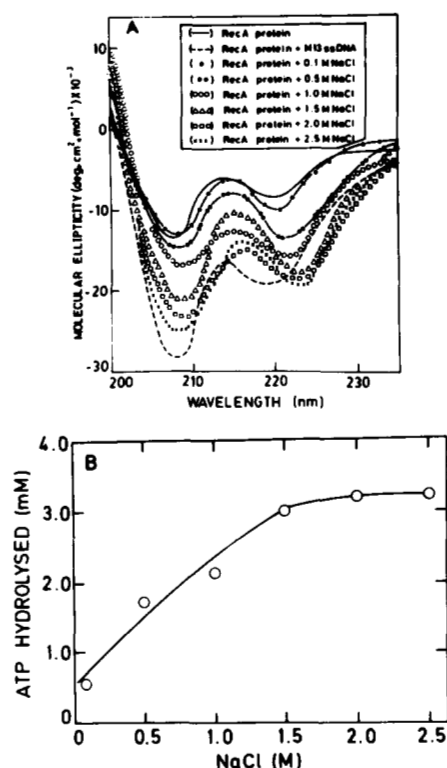 A
(—) RecA protein
(---) RecA protein + M13 ssDNA
RecA protein + 0.1 M NaCl
RecA protein + 0.5 M NaCl
(ooo) RecA protein + 1.0 M NaCl
(△△△) RecA protein + 1.5 M NaCl
(□□□) RecA protein + 2.0 M NaCl
RecA protein + 2.5 M NaCl
MOLECULAR ELLIPTICITY (deg, cm², mol⁻¹) X10⁻³
10
0
-10
-20
-30
200 210 220 230
WAVELENGTH (nm)
B
ATP HYDROLYSED (mM)
4.0
3.0
2.0
1.0
0
0 0.5 1.0 1.5 2.0 2.5
NaCl (M)